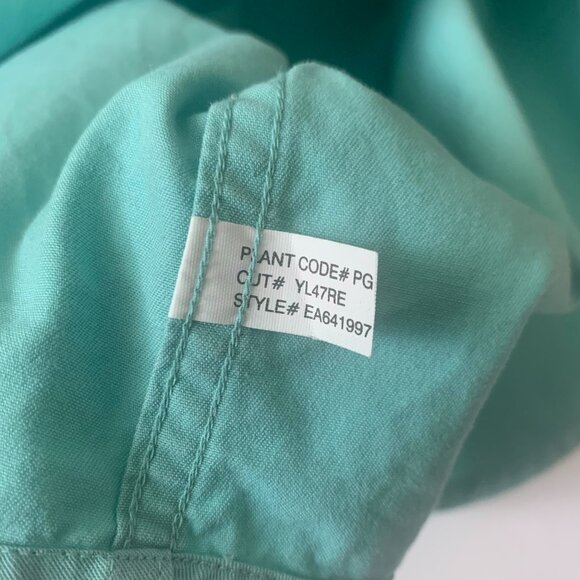 PLANT CODE# PG
CUT# YL47RE
STYLE# EA641997